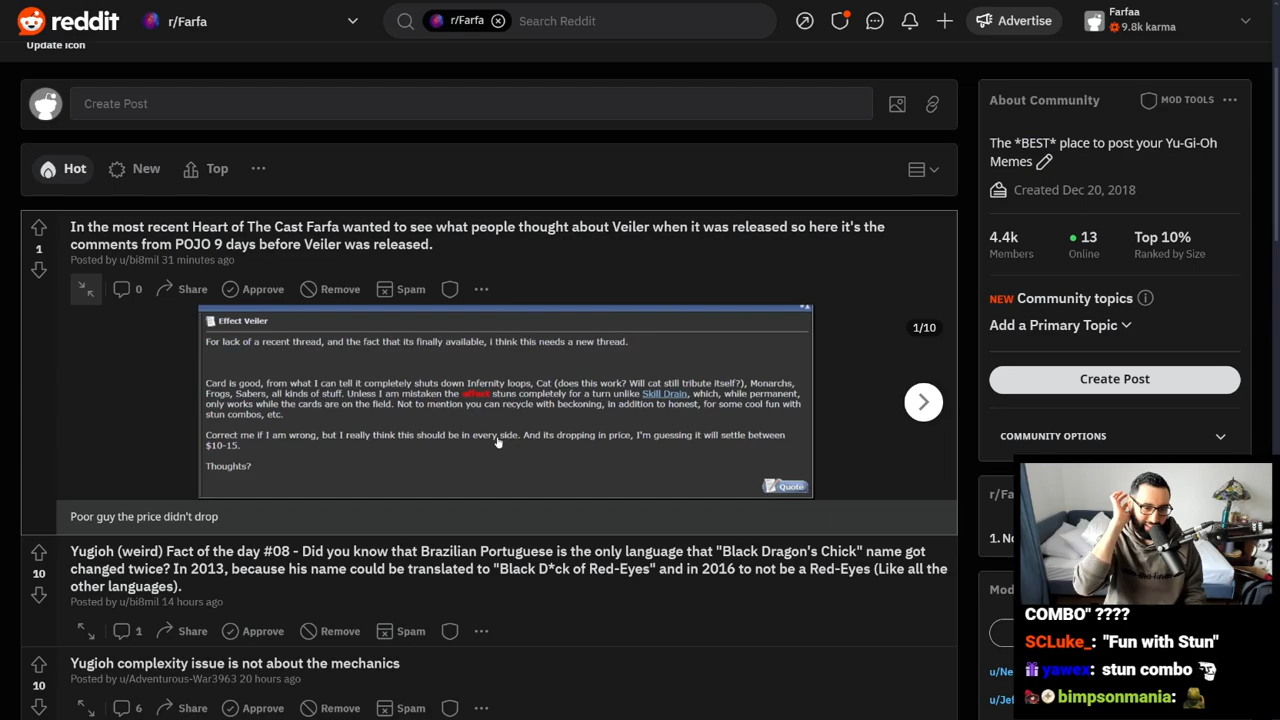 reddit
r/Farfa
r/Farfa
Search Reddit
Advertise
Farfaa
9.8k karma
Update icon
Create Post
Hot
New
Top
In the most recent Heart of The Cast Farfa wanted to see what people thought about Veiler when it was released so here it's the
comments from POJO 9 days before Veiler was released.
Posted by u/bi8mil 31 minutes ago
1
0
Share
Approve
Remove
Spam
#1
Effect Veiler
For lack of a recent thread, and the fact that its finally available, i think this needs a new thread.
Card is good, from what I can tell it completely shuts down Infernity loops, Cat (does this work? Will cat still tribute itself?), Monarchs,
Frogs, Sabers, all kinds of stuff. Unless I am mistaken the effect stuns completely for a turn unlike Skill Drain, which, while permanent,
only works while the cards are on the field. Not to mention you can recycle with beckoning, in addition to honest, for some cool fun with
stun combos, etc.
Correct me if I am wrong, but I really think this should be in every side. And its dropping in price, I'm guessing it will settle between
$10-15.
Thoughts?
Quote
1/10
Poor guy the price didn't drop
Yugioh (weird) Fact of the day #08 - Did you know that Brazilian Portuguese is the only language that "Black Dragon's Chick" name got
changed twice? In 2013, because his name could be translated to "Black D*ck of Red-Eyes" and in 2016 to not be a Red-Eyes (Like all the
other languages).
Posted by u/bi8mil 14 hours ago
10
1
Share
Approve
Remove
Spam
Yugioh complexity issue is not about the mechanics
Posted by u/Adventurous-War3963 20 hours ago
10
6
Share
Approve
Remove
Spam
About Community
MOD TOOLS
The *BEST* place to post your Yu-Gi-Oh
Memes
Created Dec 20, 2018
4.4k
13
Top 10%
Members
Online
Ranked by Size
NEW Community topics
Add a Primary Topic
Create Post
COMMUNITY OPTIONS
r/Fa
1. No
Mod
u/Ne
u/Jef
COMBO" ????
SCLuke_: "Fun with Stun"
yawex: stun combo
bimpsonmania: